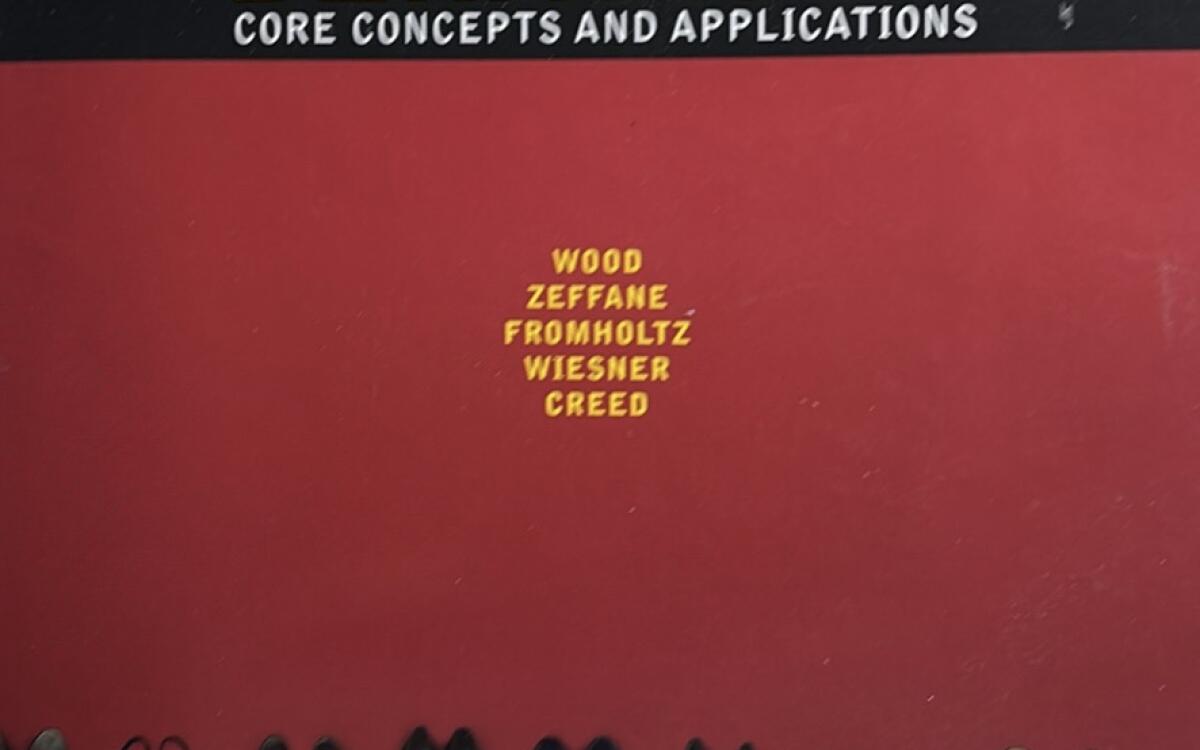 CORE CONCEPTS AND APPLICATIONS
WOOD
ZEFFANE
FROMHOLTZ
WIESNER
CREED